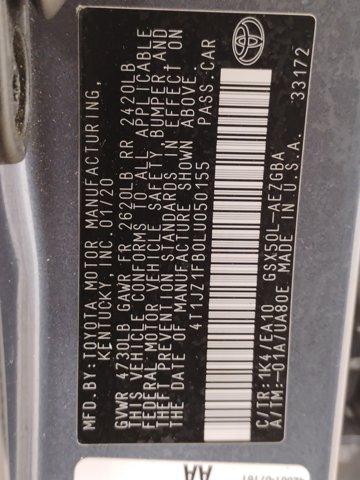 MFD.BY:TOYOTA MOTOR MANUFACTURING,
KENTUCKY, INC. 01/20
GVWR 4730LB GAWR FR 2620LB RR 2420LB
THIS VEHICLE CONFORMS TO ALL APPLICABLE
FEDERAL MOTOR VEHICLE SAFETY, BUMPER, AND
THEFT PREVENTION STANDARDS IN EFFECT ON
THE DATE OF MANUFACTURE SHOWN ABOVE.
4T1JZ1FB0LU050155 PASS. CAR
C/TR: 1K4/EA10 GSX50L-AEZGBA
A/TM:-01A/UA80E MADE IN U.S.A. 33172
AA